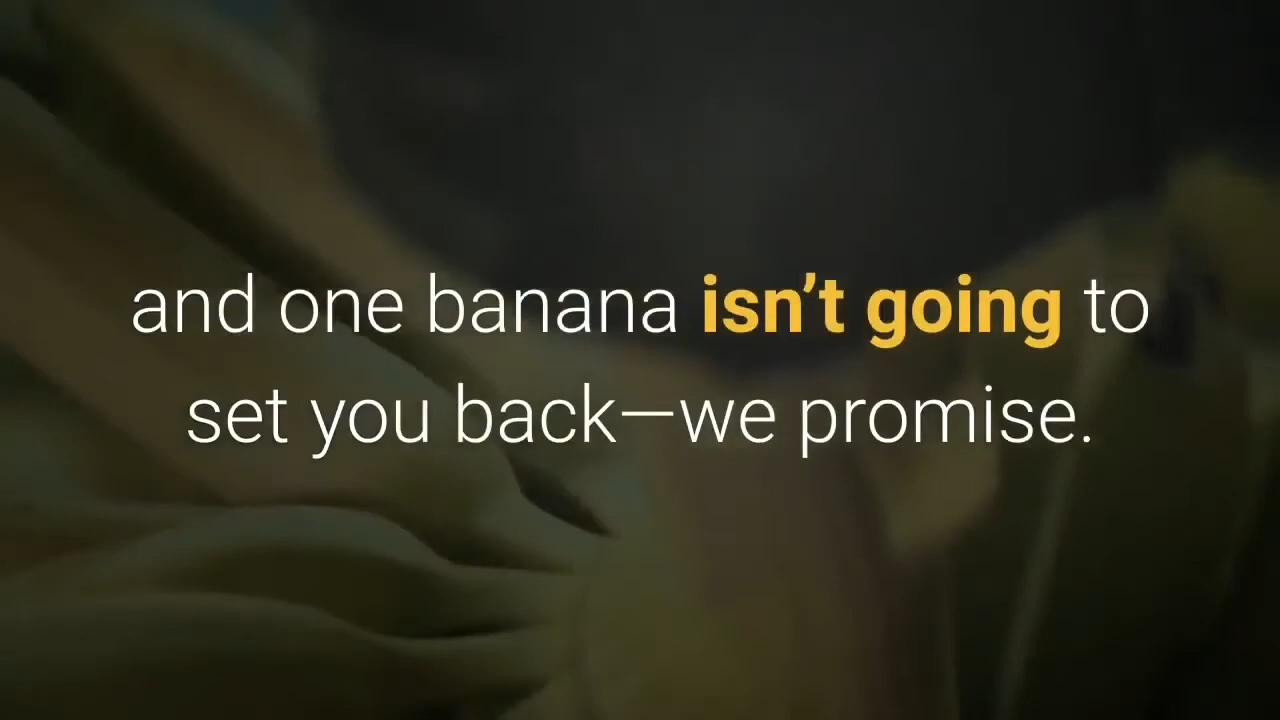 and one banana isn’t going to
set you back—we promise.